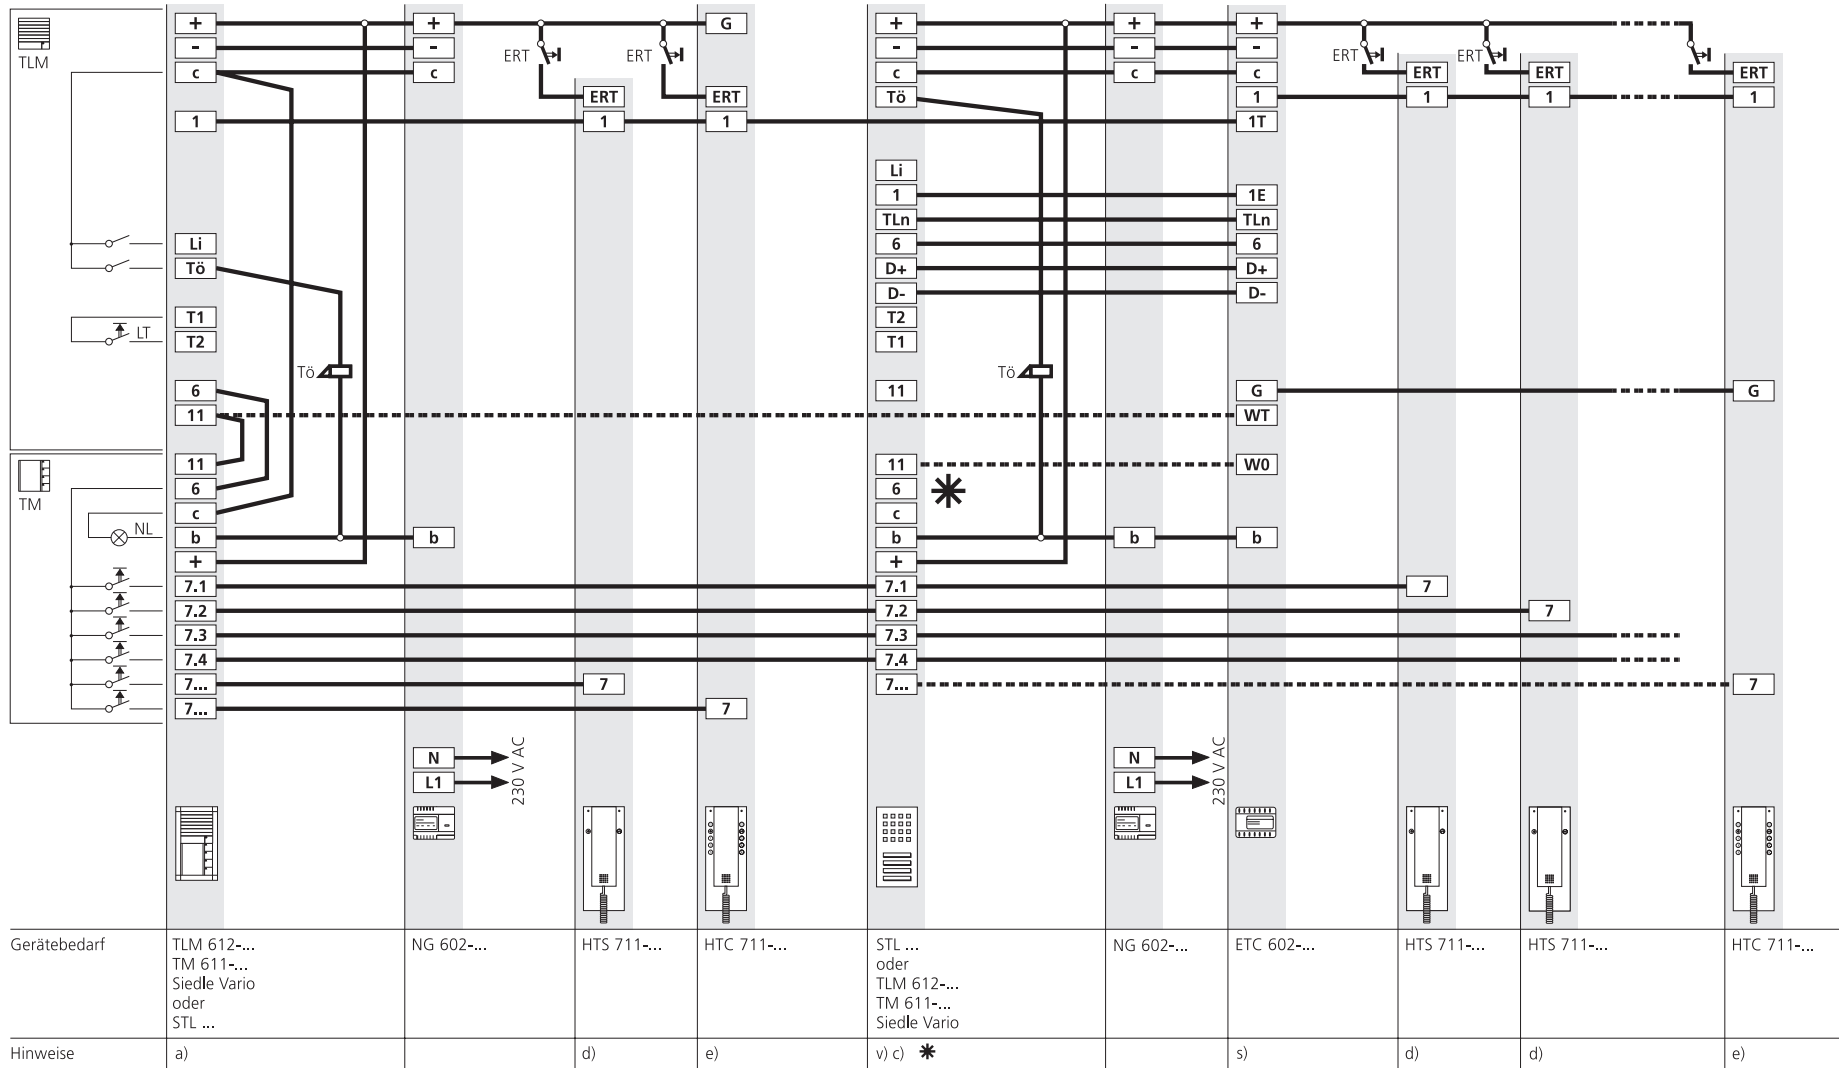 + + G + + +
TLM - - ERT ERT - - - ERT ERT
c c c c c ERT ERT ERT
ERT ERT Tö 1 1 1 1
1 1 1 1T
Li
1 1E
TLn TLn
Li 6 6
Tö D+ D+
D- D-
T1 T2
LT T2 T1
Tö Tö
6 11 G G
11 WT
11 11 W0
TM 6 6 *
c c
NL b b b b b
+ +
7.1 7.1 7
7.2 7.2 7
7.3 7.3
7.4 7.4
7... 7 7... 7
7... 7
N N
L1 L1
230 V AC 230 V AC
Gerätebedarf TLM 612-... NG 602-... HTS 711-... HTC 711-... STL ... NG 602-... ETC 602-... HTS 711-... HTS 711-... HTC 711-...
TM 611-... oder
Siedle Vario TLM 612-...
oder TM 611-...
STL ... Siedle Vario
Hinweise a) d) e) v) c) * s) d) d) e)